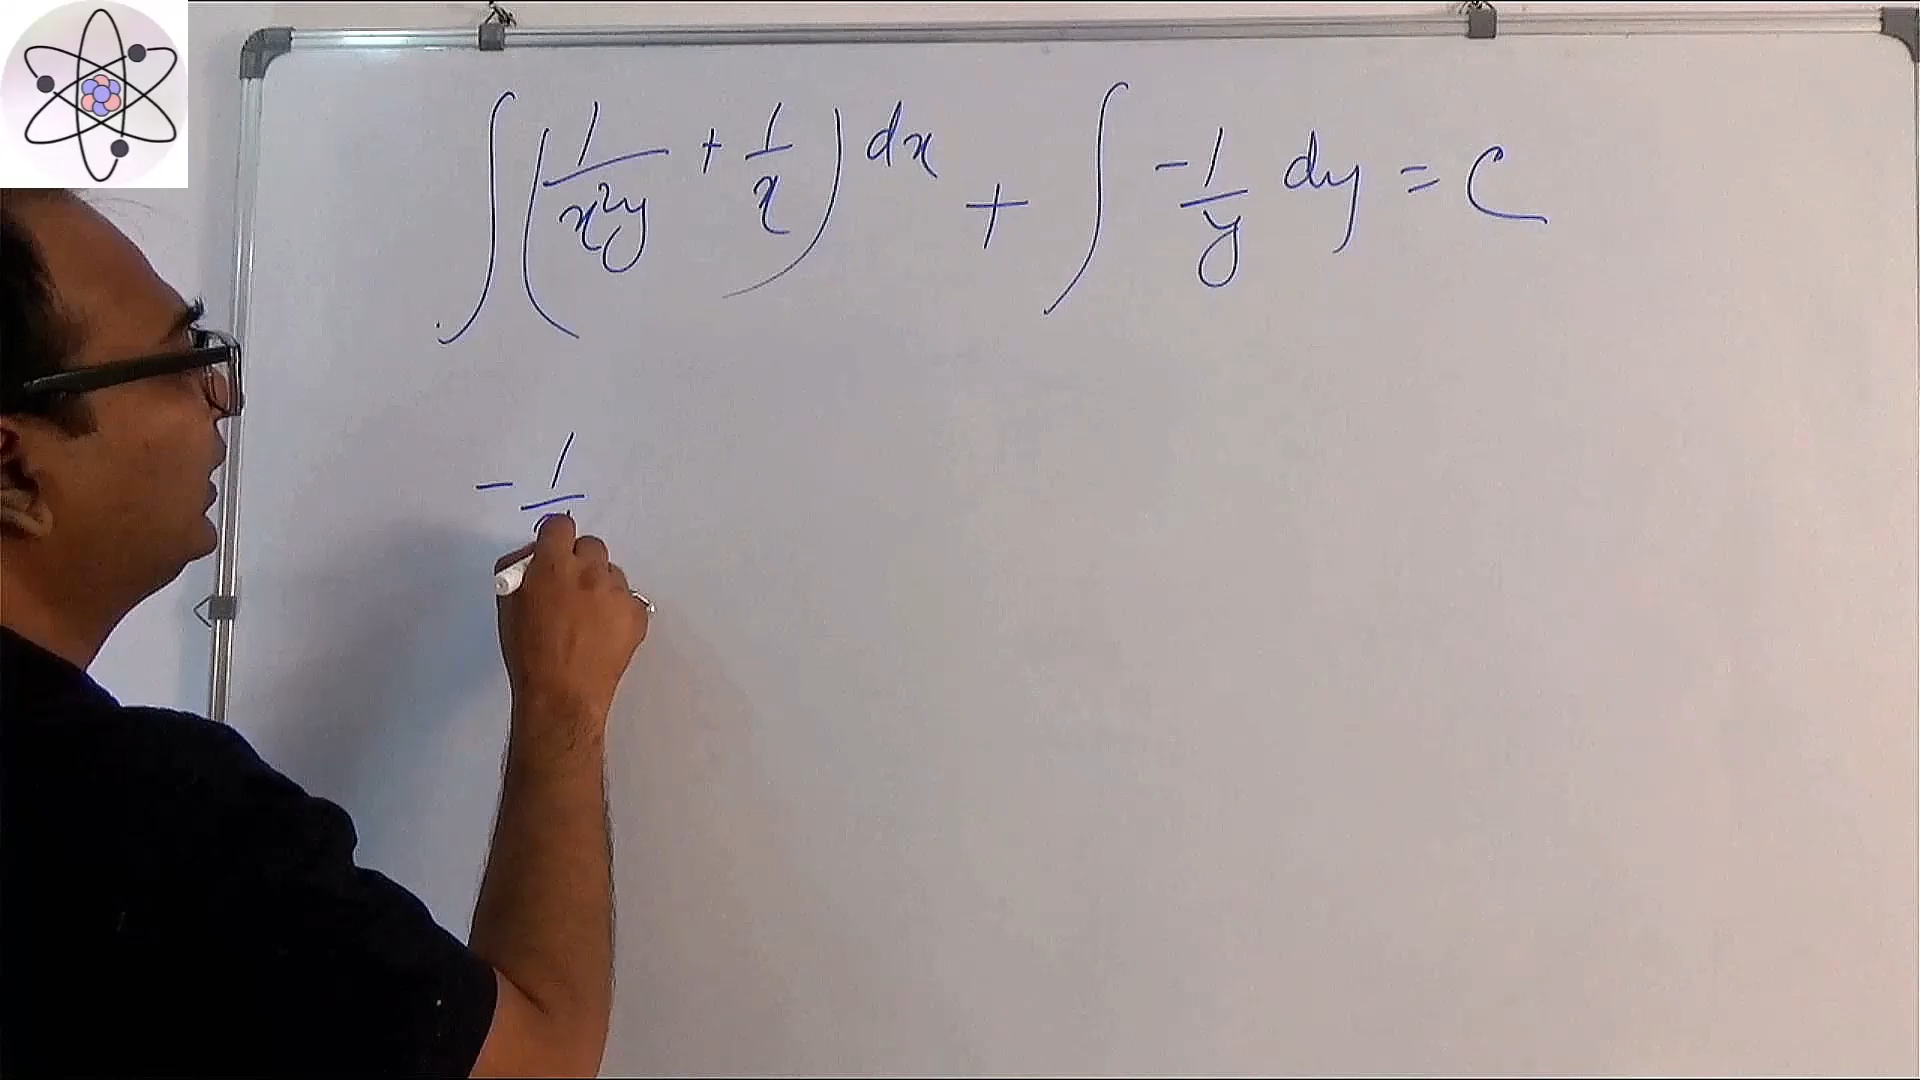 ∫(1/x²y + 1/x) dx + ∫ -1/y dy = C
- 1/